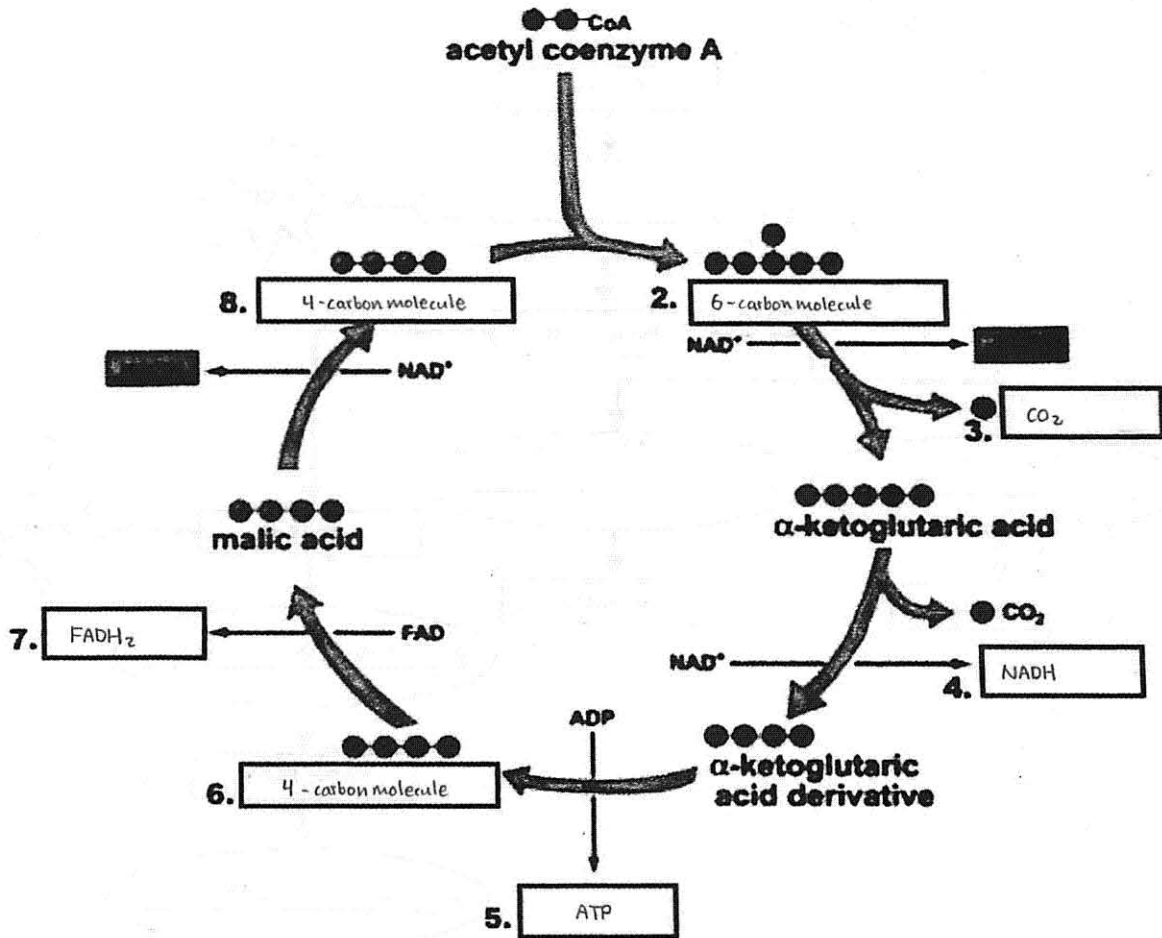 CoA
acetyl coenzyme A
8. 4-carbon molecule
2. 6-carbon molecule
NAD⁺
NAD⁺
3. CO₂
malic acid
α-ketoglutaric acid
CO₂
7. FADH₂
FAD
NAD⁺
4. NADH
ADP
α-ketoglutaric
acid derivative
6. 4-carbon molecule
5. ATP